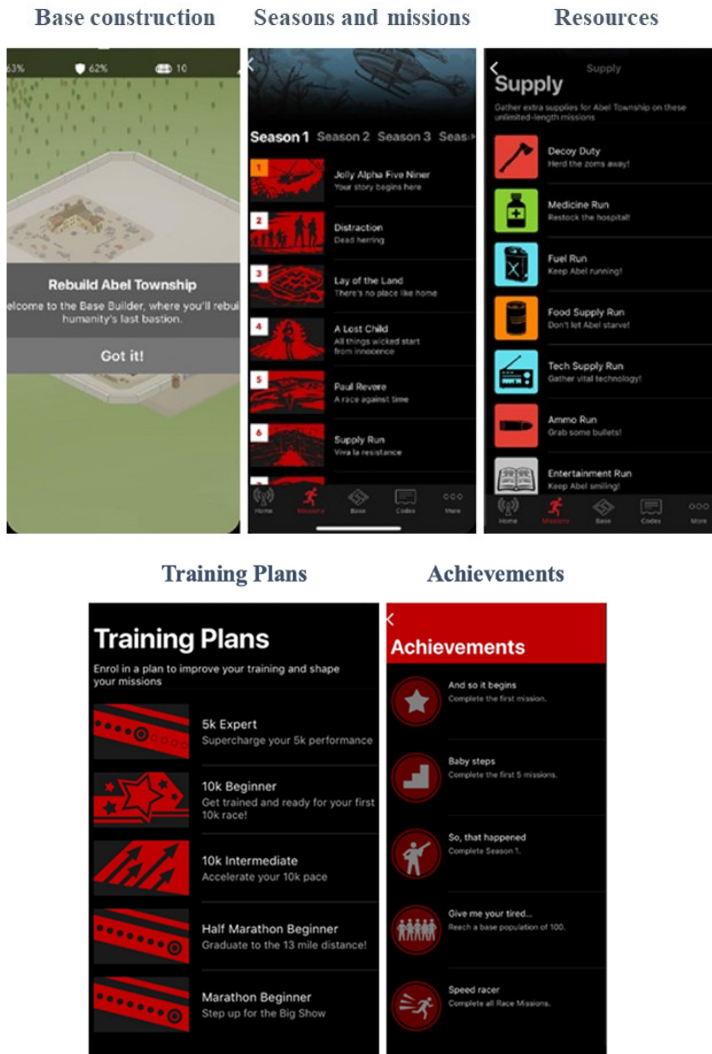 Base construction
Seasons and missions
Resources
63%
62%
10
Rebuild Abel Township
elcome to the Base Builder, where you'll rebui
humanity's last bastion.
Got it!
Season 1 Season 2 Season 3 Seas
1
Jolly Alpha Five Niner
Your story begins here
2
Distraction
Dead herring
3
Lay of the Land
There's no place like home
4
A Lost Child
All things wicked start
from innocence
5
Paul Revere
A race against time
6
Supply Run
Viva la resistance
Home Missions Base Codex More
Supply
Supply
Gather extra supplies for Abel Township on these
unlimited-length missions
Decoy Duty
Herd the zoms away!
Medicine Run
Restock the hospital!
Fuel Run
Keep Abel running!
Food Supply Run
Don't let Abel starve!
Tech Supply Run
Gather vital technology!
Ammo Run
Grab some bullets!
Entertainment Run
Keep Abel smiling!
Home Missions Base Codex More
Training Plans
Achievements
Training Plans
Enrol in a plan to improve your training and shape
your missions
5k Expert
Supercharge your 5k performance
10k Beginner
Get trained and ready for your first
10k race!
10k Intermediate
Accelerate your 10k pace
Half Marathon Beginner
Graduate to the 13 mile distance!
Marathon Beginner
Step up for the Big Show
Achievements
And so it begins
Complete the first mission.
Baby steps
Complete the first 5 missions.
So, that happened
Complete Season 1.
Give me your tired...
Reach a base population of 100.
Speed racer
Complete all Race Missions.